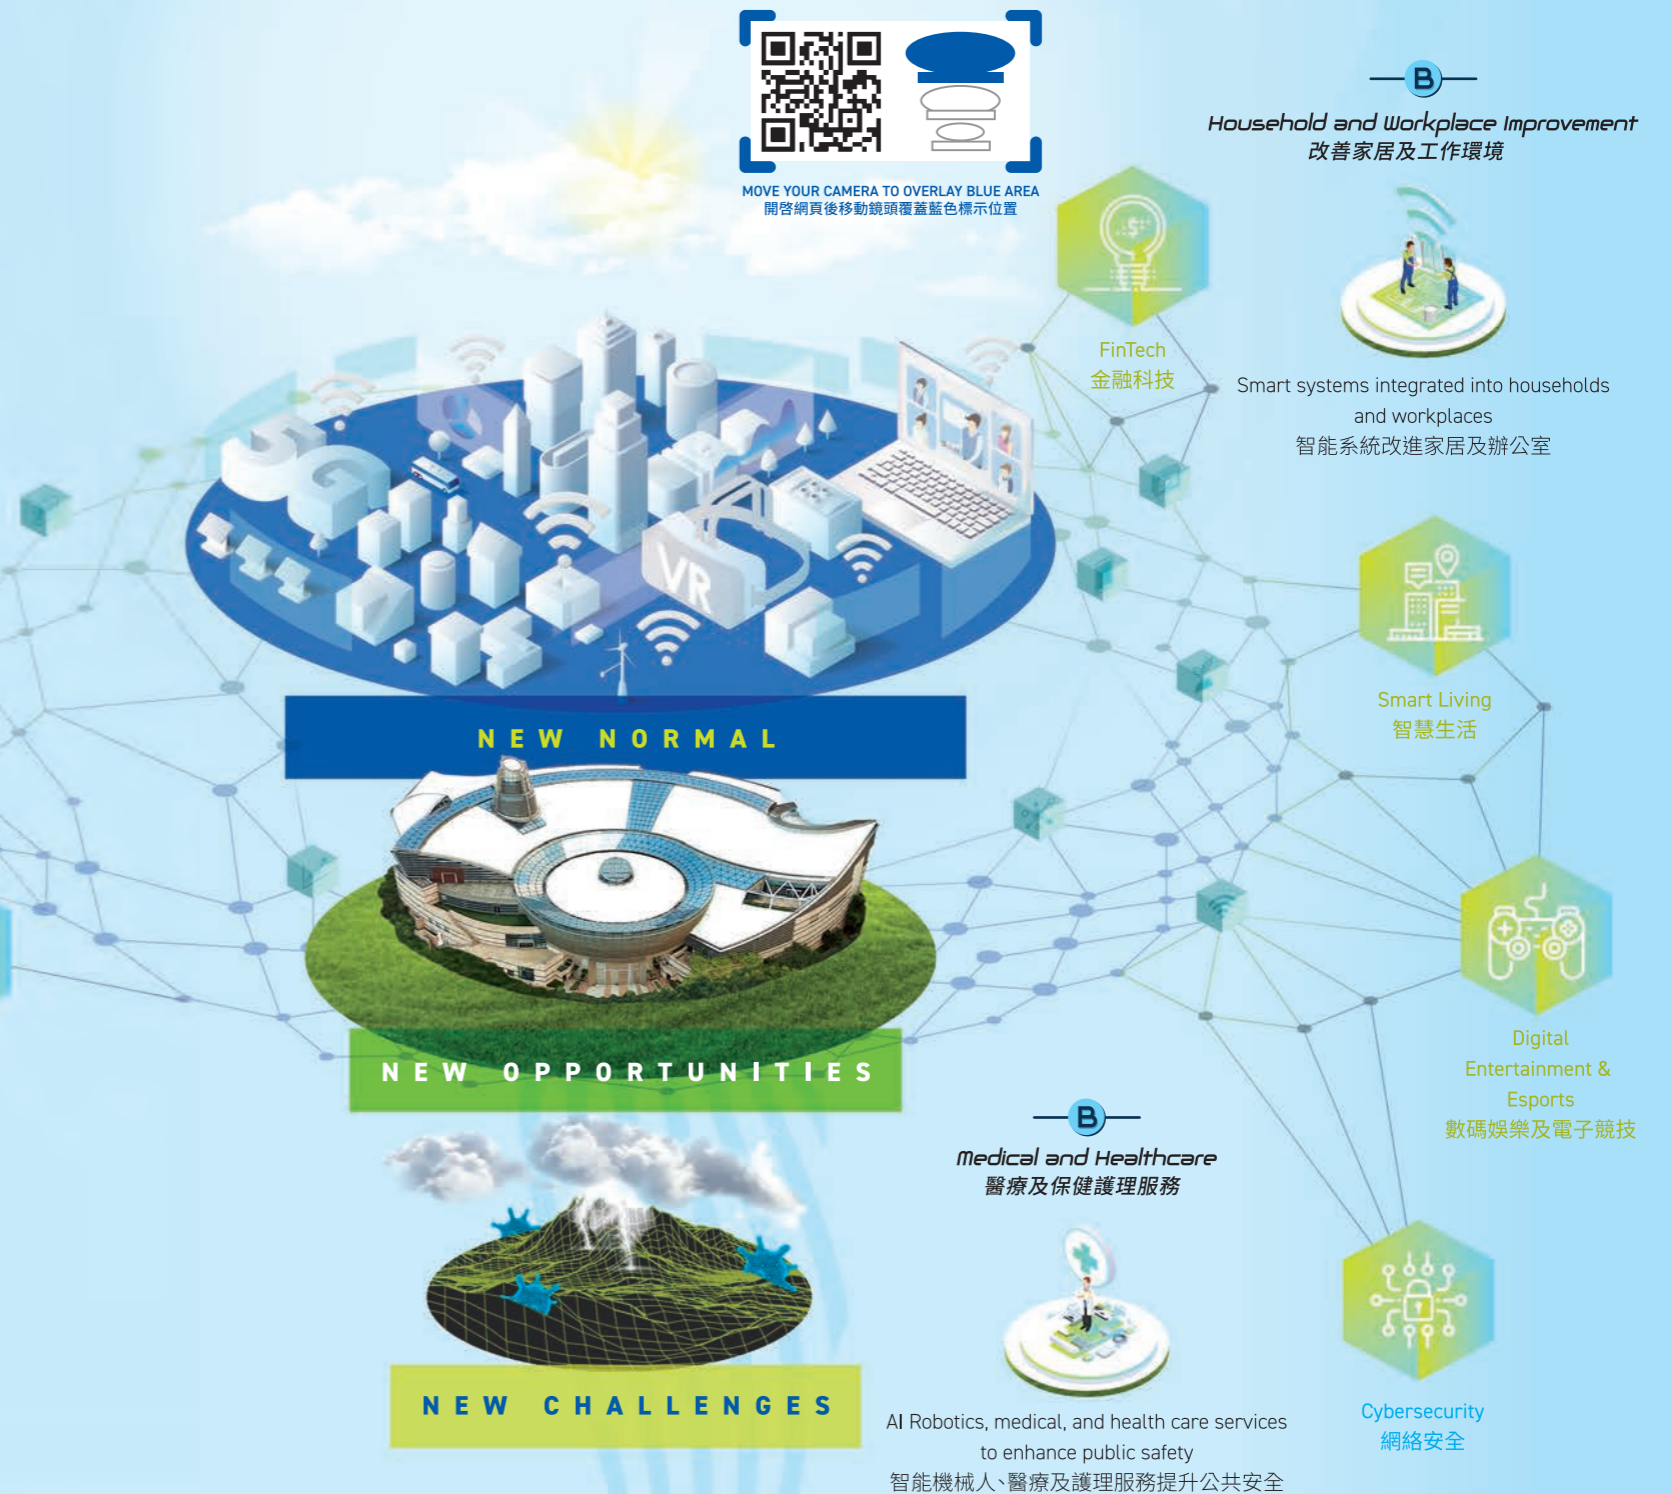 MOVE YOUR CAMERA TO OVERLAY BLUE AREA
開啓網頁後移動鏡頭覆蓋藍色標示位置
B
Household and Workplace Improvement
改善家居及工作環境
FinTech
金融科技
Smart systems integrated into households
and workplaces
智能系統改進家居及辦公室
5G
VR
Smart Living
智慧生活
NEW NORMAL
Digital
Entertainment &
Esports
數碼娛樂及電子競技
NEW OPPORTUNITIES
B
Medical and Healthcare
醫療及保健護理服務
NEW CHALLENGES
AI Robotics, medical, and health care services
to enhance public safety
智能機械人、醫療及護理服務提升公共安全
Cybersecurity
網絡安全